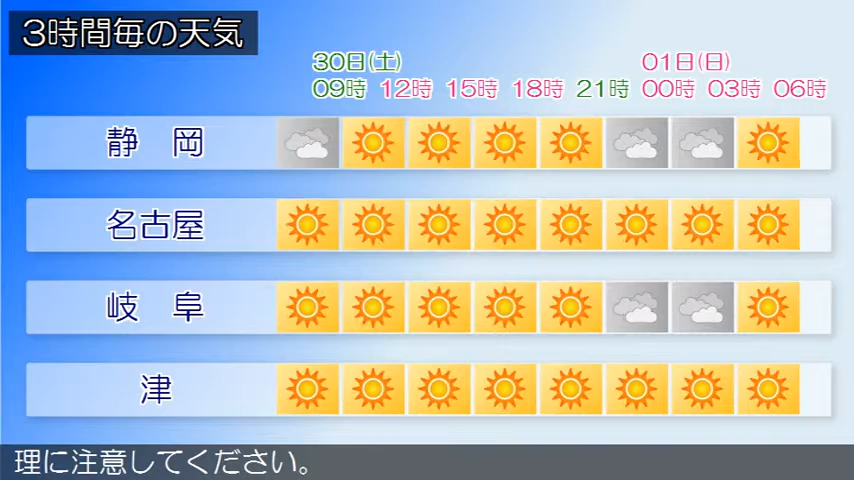 3時間毎の天気
30日(土) 01日(日)
09時 12時 15時 18時 21時 00時 03時 06時
静 岡
名古屋
岐 阜
津
理に注意してください。